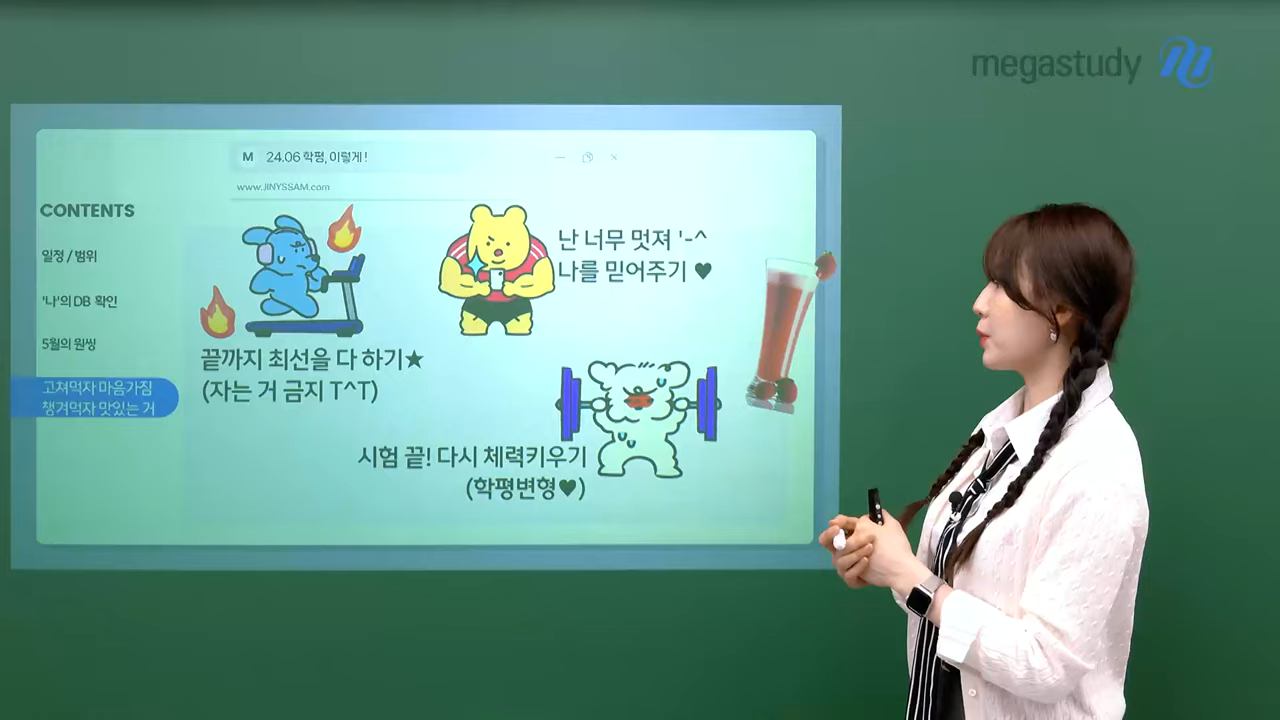 megastudy
M 24.06 학평, 이렇게!
www.JINYSSAM.com
CONTENTS
일정 / 범위
'나'의 DB 확인
5월의 원씽
고쳐먹자 마음가짐
챙겨먹자 맛있는 거
난 너무 멋져 '-^
나를 믿어주기 ♥
끝까지 최선을 다 하기★
(자는 거 금지 T^T)
시험 끝! 다시 체력키우기
(학평변형♥)